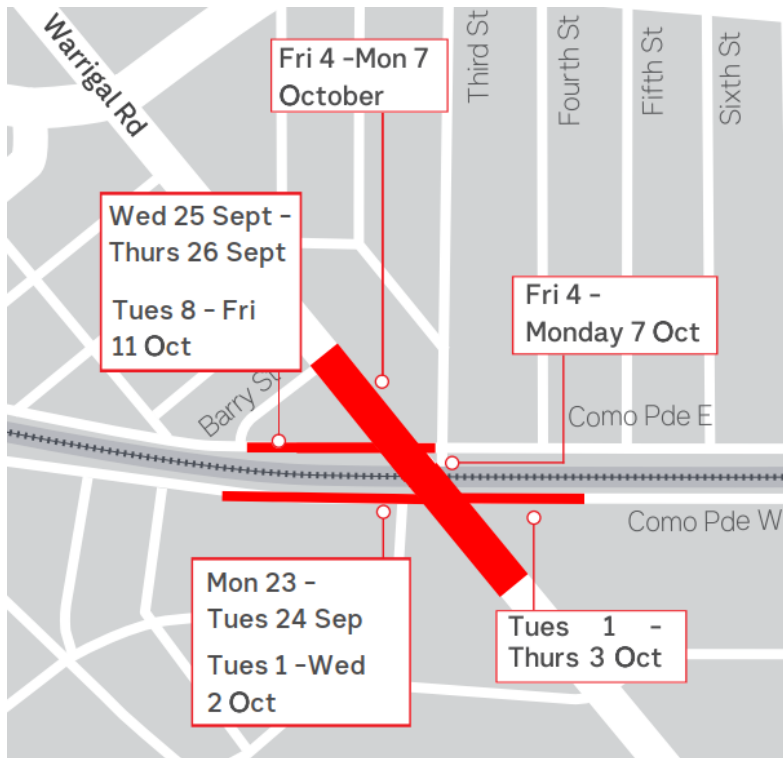 Warrigal Rd
Fri 4 -Mon 7
October
Third St
Fourth St
Fifth St
Sixth St
Wed 25 Sept -
Thurs 26 Sept
Tues 8 - Fri
11 Oct
Fri 4 -
Monday 7 Oct
Barry St
Como Pde E
Como Pde W
Mon 23 -
Tues 24 Sep
Tues 1 -Wed
2 Oct
Tues 1 -
Thurs 3 Oct